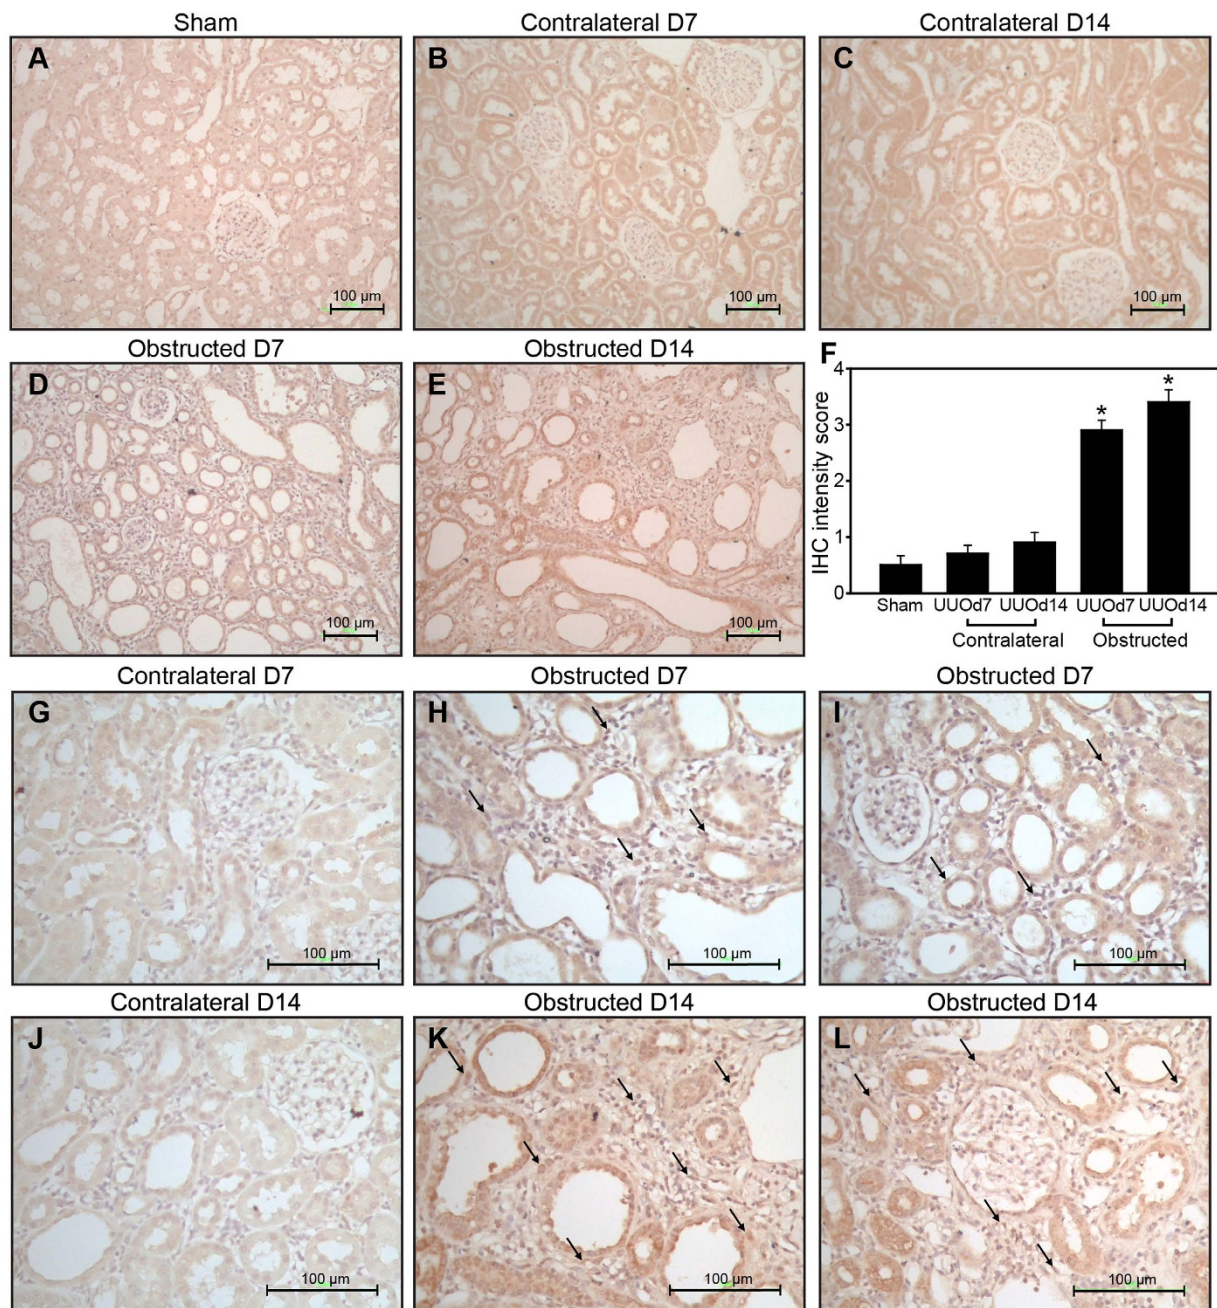 Sham
Contralateral D7
Contralateral D14
A
B
C
100 µm
100 µm
100 µm
Obstructed D7
Obstructed D14
D
E
100 µm
100 µm
F
IHC intensity score
4
3
2
1
0
*
*
Sham UUOd7 UUOd14 UUOd7 UUOd14
Contralateral Obstructed
Contralateral D7
Obstructed D7
Obstructed D7
G
H
I
100 µm
100 µm
100 µm
Contralateral D14
Obstructed D14
Obstructed D14
J
K
L
100 µm
100 µm
100 µm